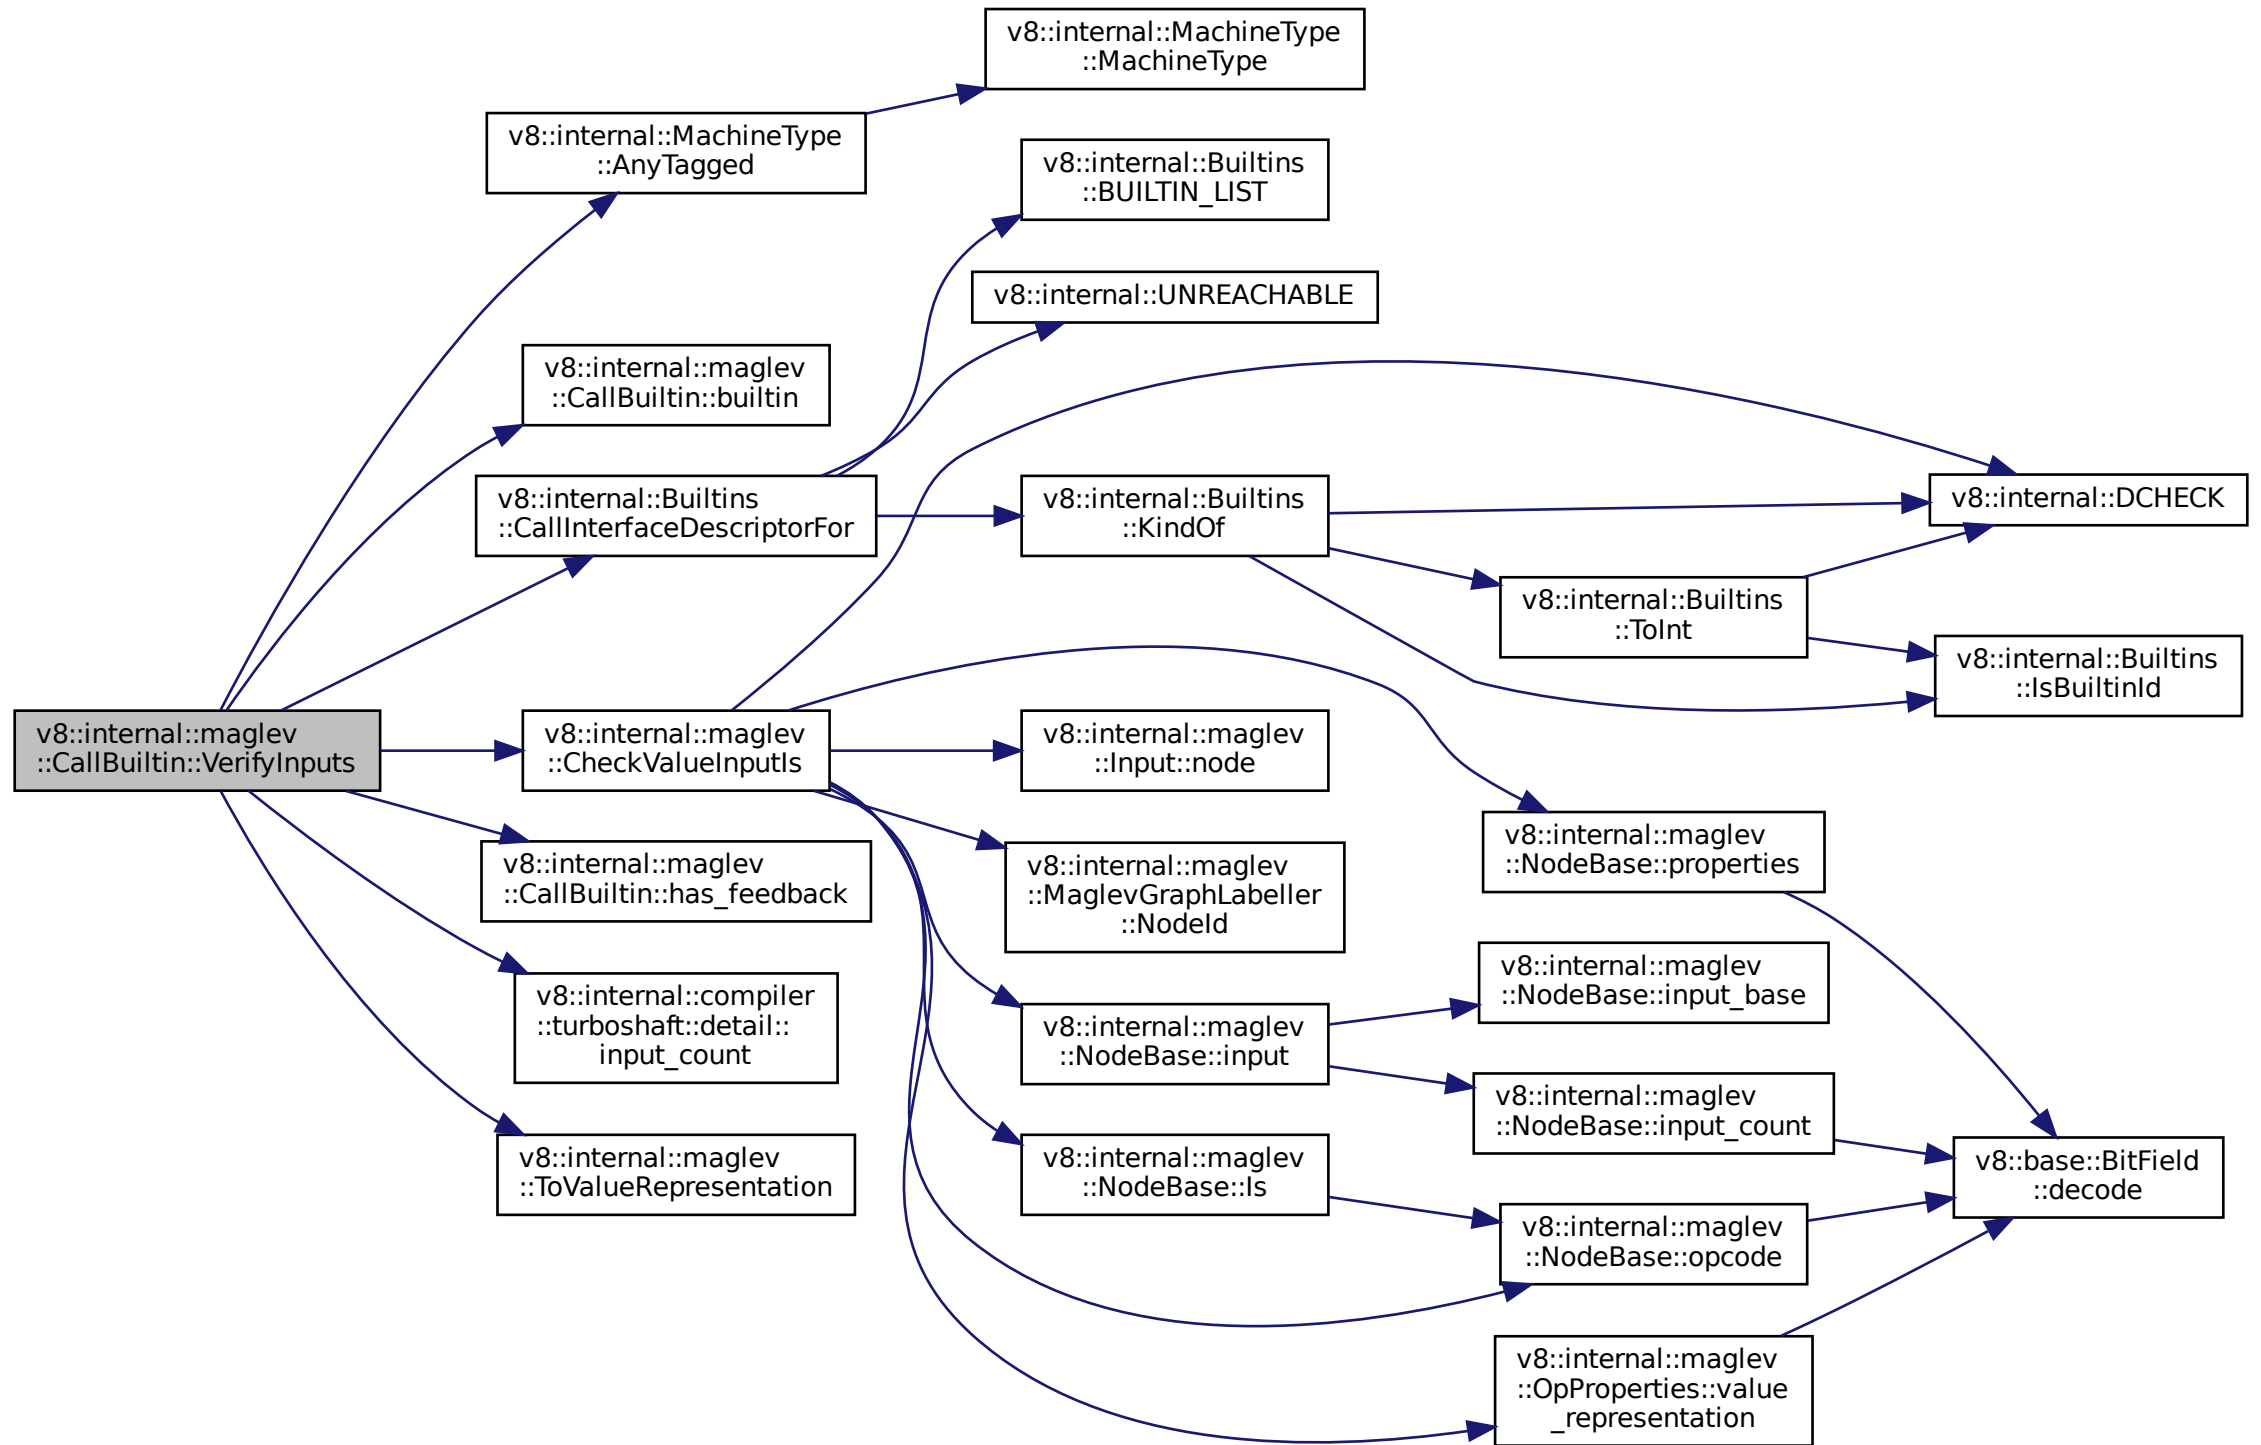 v8::internal::maglev
::CallBuiltin::VerifyInputs
v8::internal::MachineType
::AnyTagged
v8::internal::MachineType
::MachineType
v8::internal::maglev
::CallBuiltin::builtin
v8::internal::Builtins
::CallInterfaceDescriptorFor
v8::internal::Builtins
::BUILTIN_LIST
v8::internal::UNREACHABLE
v8::internal::Builtins
::KindOf
v8::internal::DCHECK
v8::internal::Builtins
::ToInt
v8::internal::Builtins
::IsBuiltinId
v8::internal::maglev
::CheckValueInputIs
v8::internal::maglev
::Input::node
v8::internal::maglev
::MaglevGraphLabeller
::NodeId
v8::internal::maglev
::NodeBase::properties
v8::internal::maglev
::NodeBase::input
v8::internal::maglev
::NodeBase::input_base
v8::internal::maglev
::NodeBase::input_count
v8::base::BitField
::decode
v8::internal::maglev
::NodeBase::Is
v8::internal::maglev
::NodeBase::opcode
v8::internal::maglev
::OpProperties::value
_representation
v8::internal::maglev
::CallBuiltin::has_feedback
v8::internal::compiler
::turboshaft::detail::
input_count
v8::internal::maglev
::ToValueRepresentation